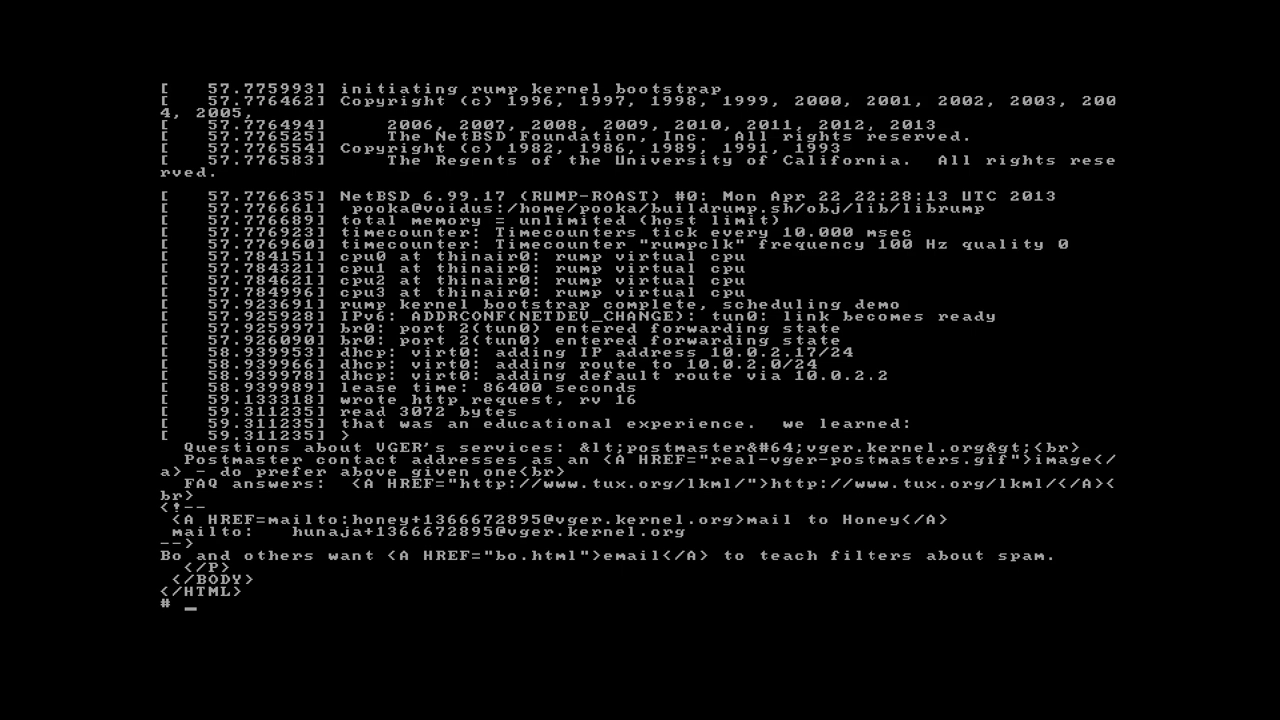 [   57.775993] initiating rump kernel bootstrap
[   57.776462] Copyright (c) 1996, 1997, 1998, 1999, 2000, 2001, 2002, 2003, 200
4, 2005,
[   57.776494]     2006, 2007, 2008, 2009, 2010, 2011, 2012, 2013
[   57.776525]     The NetBSD Foundation, Inc.  All rights reserved.
[   57.776554] Copyright (c) 1982, 1986, 1989, 1991, 1993
[   57.776583]     The Regents of the University of California.  All rights rese
rved.
[   57.776635] NetBSD 6.99.17 (RUMP-ROAST) #0: Mon Apr 22 22:28:13 UTC 2013
[   57.776661]  pooka@voidus:/home/pooka/buildrump.sh/obj/lib/librump
[   57.776689] total memory = unlimited (host limit)
[   57.776923] timecounter: Timecounters tick every 10.000 msec
[   57.776960] timecounter: Timecounter "rumpclk" frequency 100 Hz quality 0
[   57.784151] cpu0 at thinair0: rump virtual cpu
[   57.784321] cpu1 at thinair0: rump virtual cpu
[   57.784621] cpu2 at thinair0: rump virtual cpu
[   57.784996] cpu3 at thinair0: rump virtual cpu
[   57.923691] rump kernel bootstrap complete, scheduling demo
[   57.925928] IPv6: ADDRCONF(NETDEV_CHANGE): tun0: link becomes ready
[   57.925997] br0: port 2(tun0) entered forwarding state
[   57.926090] br0: port 2(tun0) entered forwarding state
[   58.939953] dhcp: virt0: adding IP address 10.0.2.17/24
[   58.939966] dhcp: virt0: adding route to 10.0.2.0/24
[   58.939978] dhcp: virt0: adding default route via 10.0.2.2
[   58.939989] lease time: 86400 seconds
[   59.133318] wrote http request, rv 16
[   59.311235] read 3072 bytes
[   59.311235] that was an educational experience.  we learned:
[   59.311235] >
  Questions about VGER's services: &lt;postmaster&#64;vger.kernel.org&gt;<br>
  Postmaster contact addresses as an <A HREF="real-vger-postmasters.gif">image</
a> - do prefer above given one<br>
  FAQ answers:  <A HREF="http://www.tux.org/lkml/">http://www.tux.org/lkml/</A><
br>
<!--
 <A HREF=mailto:honey+1366672895@vger.kernel.org>mail to Honey</A>
 mailto:   hunaja+1366672895@vger.kernel.org
-->
Bo and others want <A HREF="bo.html">email</A> to teach filters about spam.
  </P>
 </BODY>
</HTML>
# _